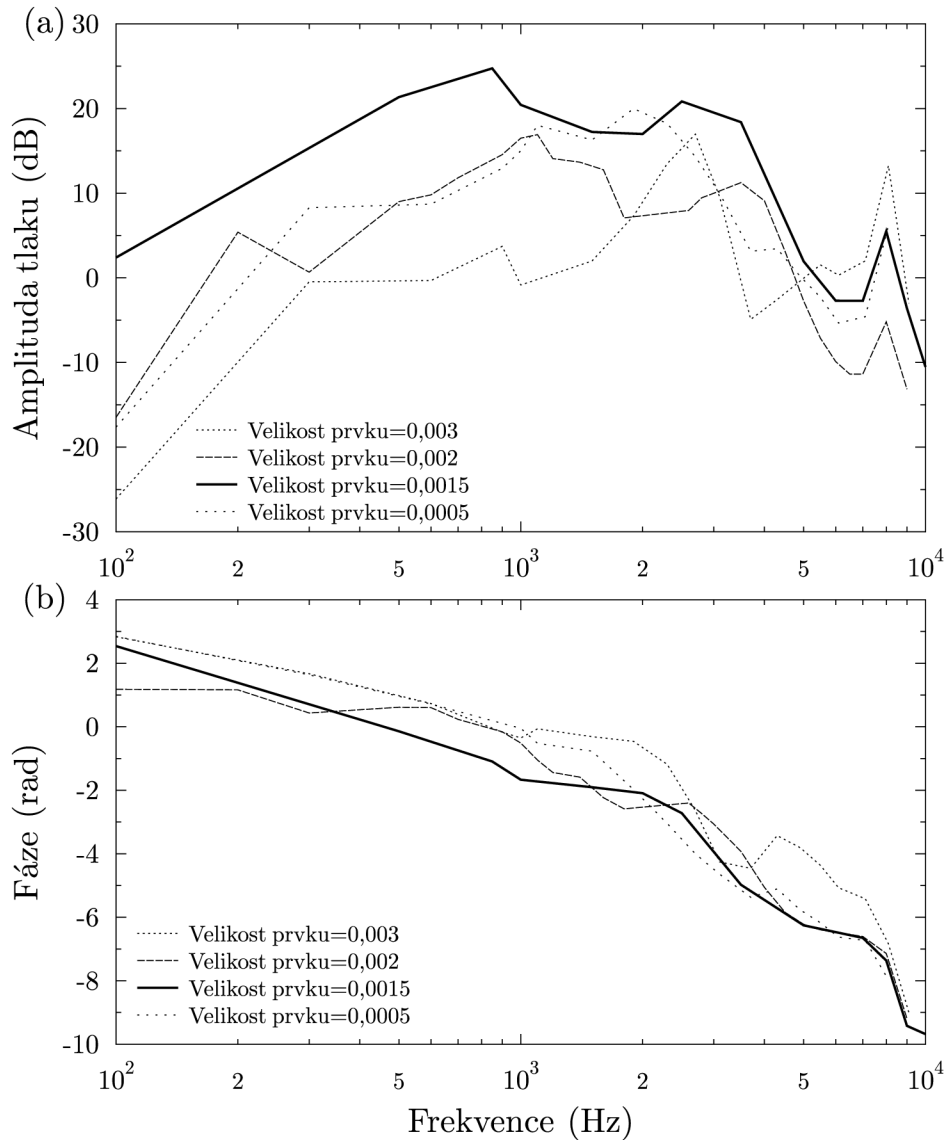 (a)
30
20
10
0
-10
-20
-30
Amplituda tlaku (dB)
Velikost prvku=0,003
Velikost prvku=0,002
Velikost prvku=0,0015
Velikost prvku=0,0005
10² 2 5 10³ 2 5 10⁴
(b)
4
2
0
-2
-4
-6
-8
-10
Fáze (rad)
Velikost prvku=0,003
Velikost prvku=0,002
Velikost prvku=0,0015
Velikost prvku=0,0005
10² 2 5 10³ 2 5 10⁴
Frekvence (Hz)